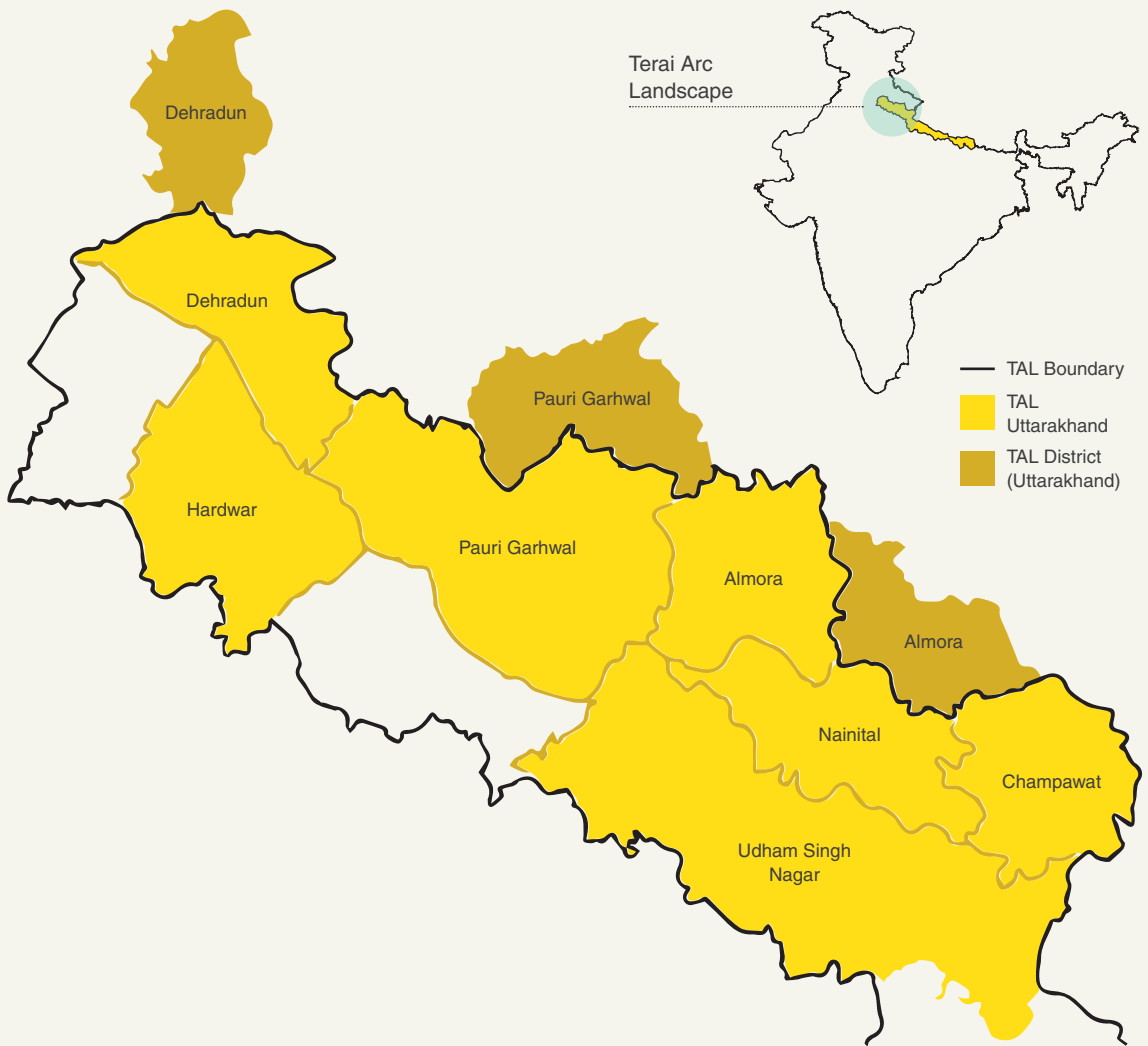 Terai Arc
Landscape
Dehradun
Dehradun
TAL Boundary
TAL
Uttarakhand
TAL District
(Uttarakhand)
Pauri Garhwal
Hardwar
Pauri Garhwal
Almora
Almora
Nainital
Champawat
Udham Singh
Nagar